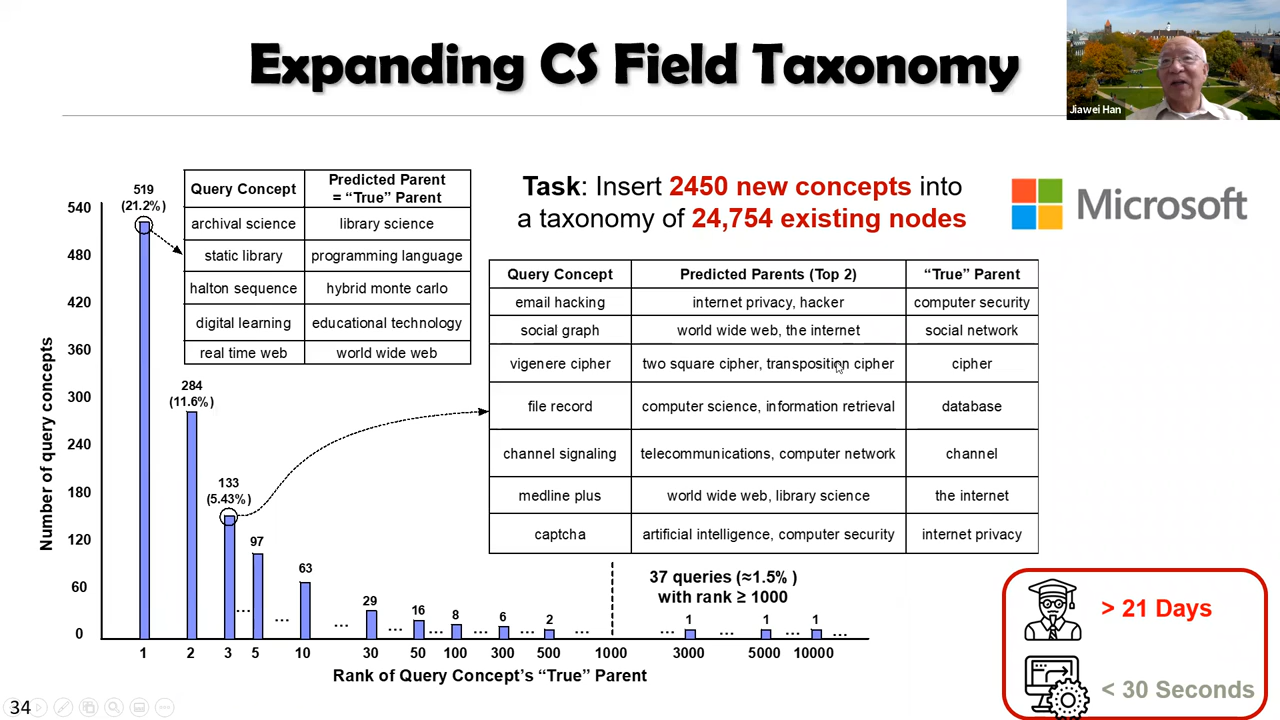 Expanding CS Field Taxonomy
Jiawei Han
Task: Insert 2450 new concepts into
a taxonomy of 24,754 existing nodes
Microsoft
Query Concept Predicted Parent = “True” Parent
archival science library science
static library programming language
halton sequence hybrid monte carlo
digital learning educational technology
real time web world wide web
Query Concept Predicted Parents (Top 2) “True” Parent
email hacking internet privacy, hacker computer security
social graph world wide web, the internet social network
vigenere cipher two square cipher, transposition cipher cipher
file record computer science, information retrieval database
channel signaling telecommunications, computer network channel
medline plus world wide web, library science the internet
captcha artificial intelligence, computer security internet privacy
Number of query concepts
540
480
420
360
300
240
180
120
60
0
519
(21.2%)
284
(11.6%)
133
(5.43%)
...
97
...
63
...
29
...
16
...
8
...
6
...
2
...
37 queries (≈1.5% )
with rank ≥ 1000
...
1
...
1
...
1
...
1 2 3 5 10 30 50 100 300 500 1000 3000 5000 10000
Rank of Query Concept’s “True” Parent
> 21 Days
< 30 Seconds
34